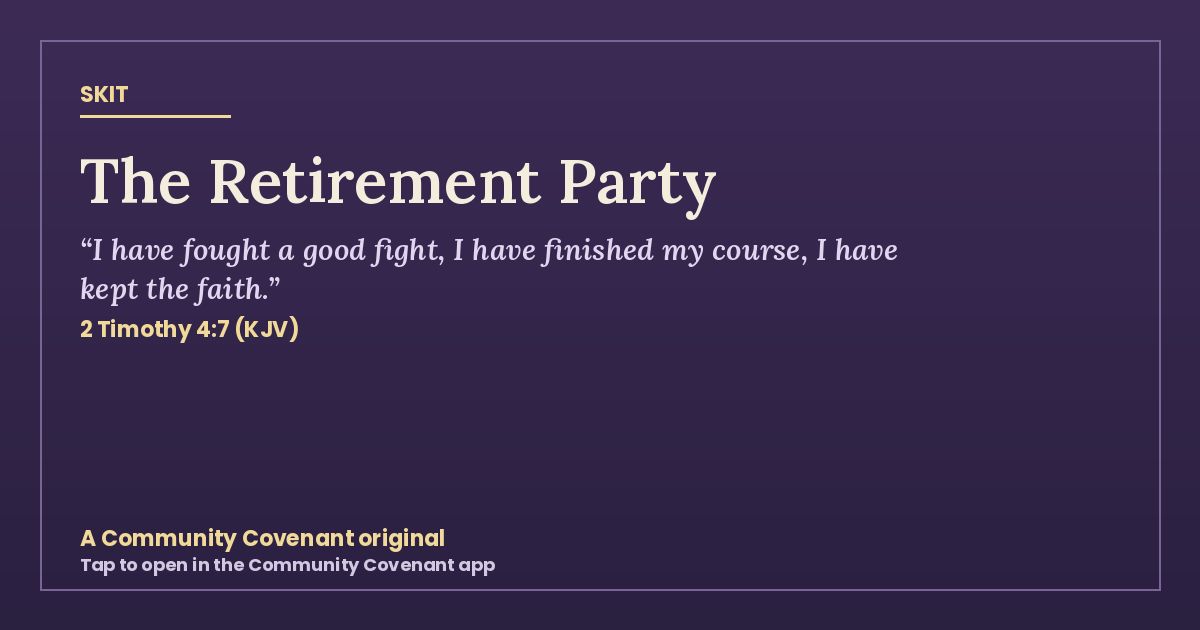 SKIT
The Retirement Party
“I have fought a good fight, I have finished my course, I have
kept the faith.”
2 Timothy 4:7 (KJV)
A Community Covenant original
Tap to open in the Community Covenant app